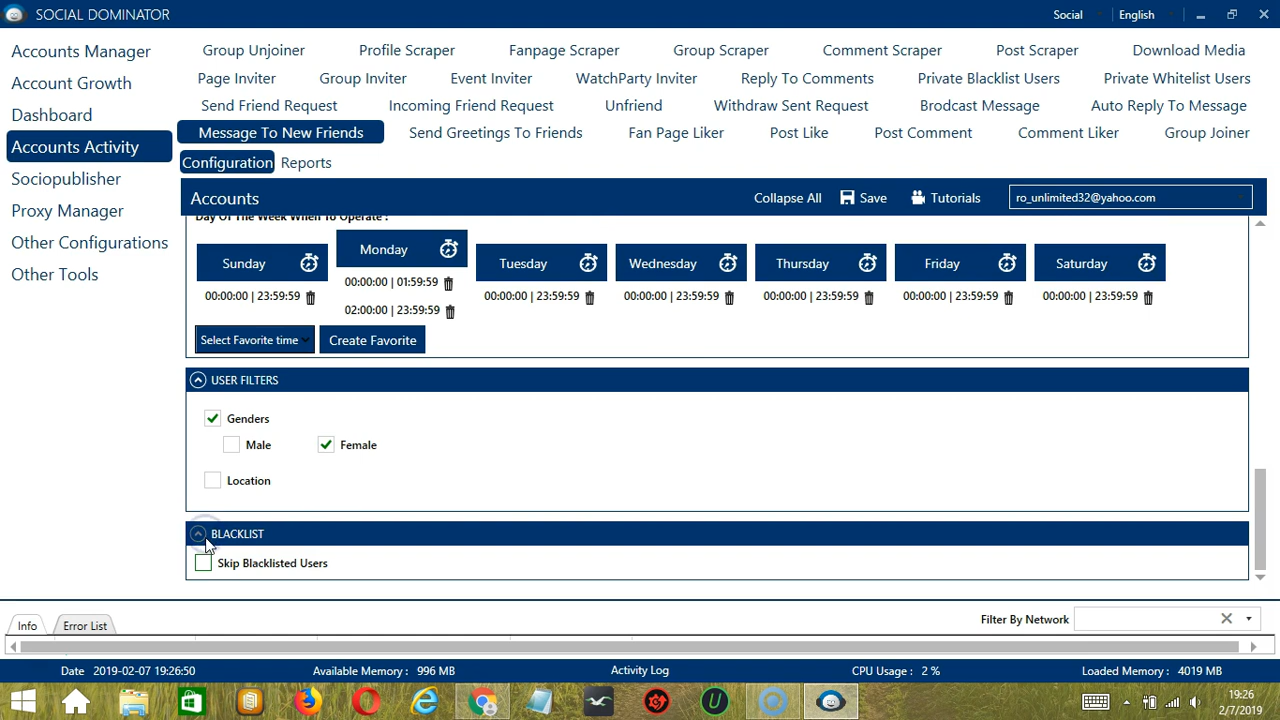 SOCIAL DOMINATOR
Social
English
Accounts Manager
Account Growth
Dashboard
Accounts Activity
Sociopublisher
Proxy Manager
Other Configurations
Other Tools
Group Unjoiner Profile Scraper Fanpage Scraper Group Scraper Comment Scraper Post Scraper Download Media
Page Inviter Group Inviter Event Inviter WatchParty Inviter Reply To Comments Private Blacklist Users Private Whitelist Users
Send Friend Request Incoming Friend Request Unfriend Withdraw Sent Request Brodcast Message Auto Reply To Message
Message To New Friends Send Greetings To Friends Fan Page Liker Post Like Post Comment Comment Liker Group Joiner
Configuration Reports
Accounts Collapse All Save Tutorials ro_unlimited32@yahoo.com
Day Of The Week When To Operate :
Sunday Monday Tuesday Wednesday Thursday Friday Saturday
00:00:00 | 23:59:59 00:00:00 | 01:59:59 00:00:00 | 23:59:59 00:00:00 | 23:59:59 00:00:00 | 23:59:59 00:00:00 | 23:59:59 00:00:00 | 23:59:59
02:00:00 | 23:59:59
Select Favorite time Create Favorite
USER FILTERS
Genders
Male Female
Location
BLACKLIST
Skip Blacklisted Users
Info Error List Filter By Network
Date 2019-02-07 19:26:50 Available Memory : 996 MB Activity Log CPU Usage : 2 % Loaded Memory : 4019 MB
19:26
2/7/2019